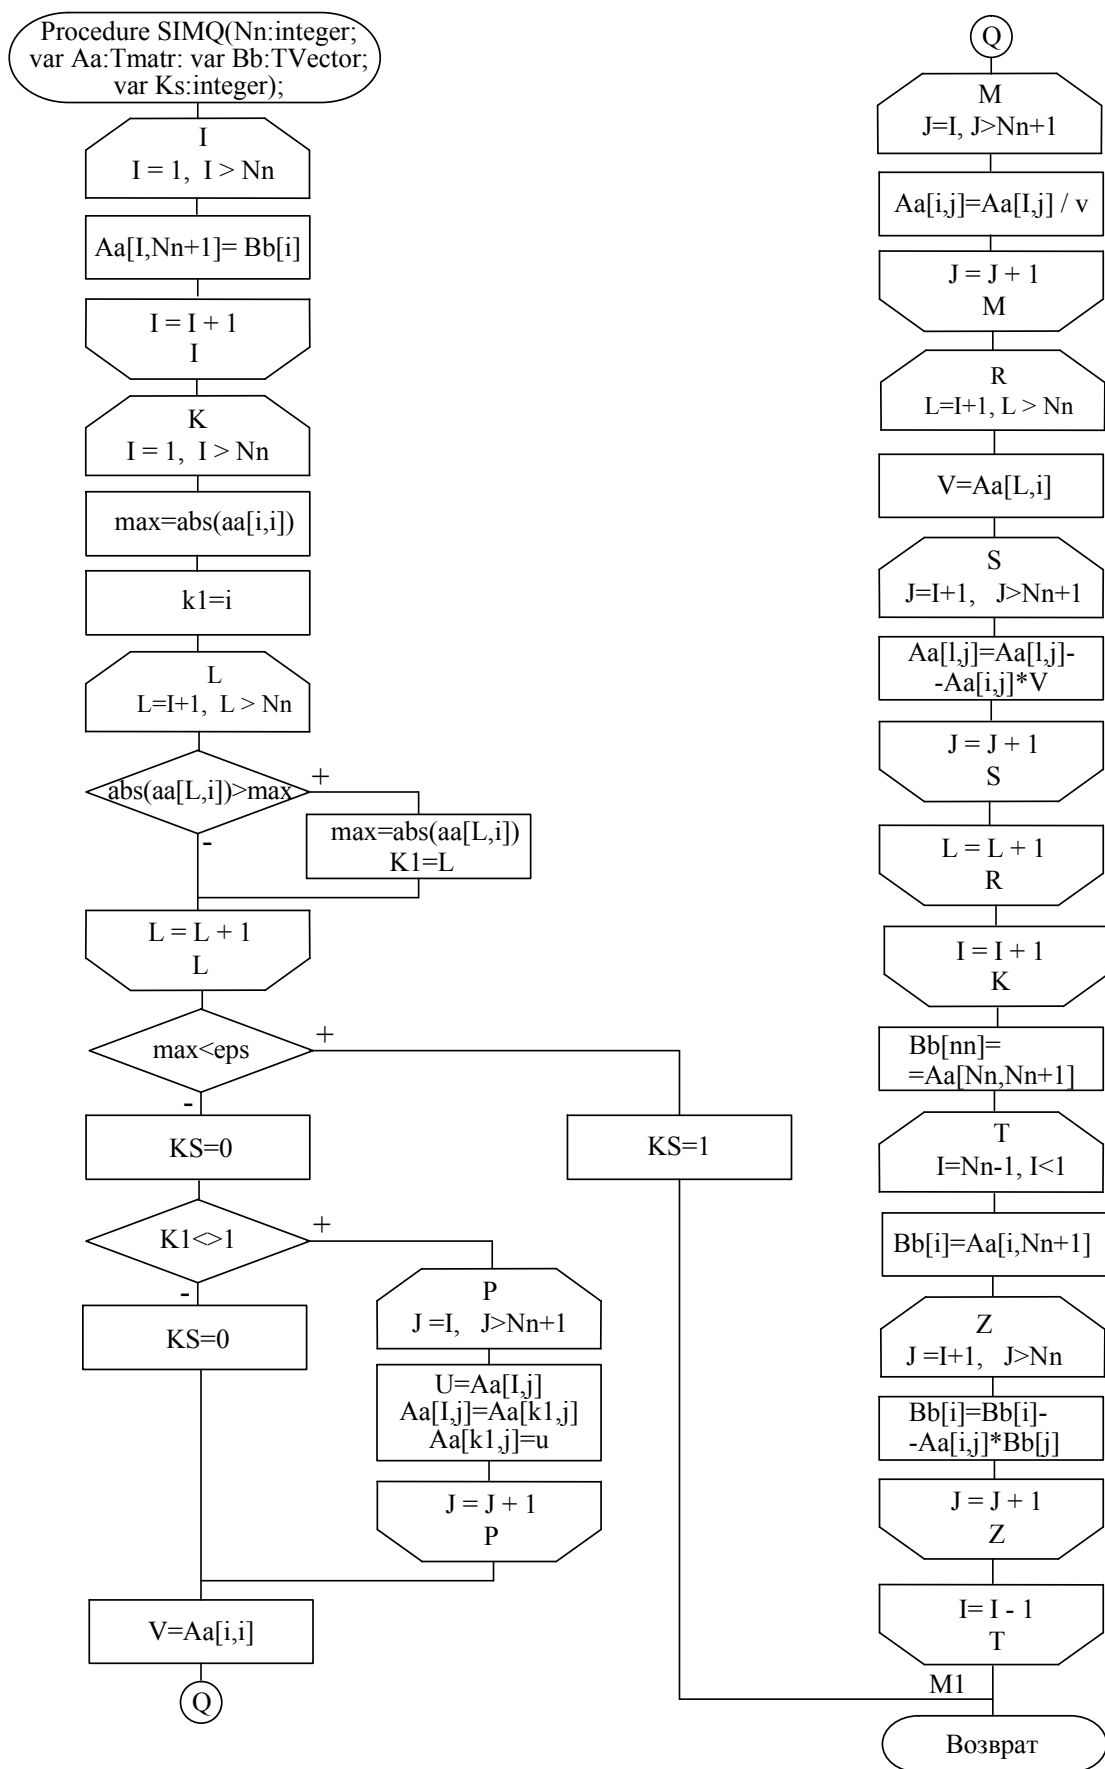 Procedure SIMQ(Nn:integer;
var Aa:Tmatr: var Bb:TVector;
var Ks:integer);
I
I = 1, I > Nn
Aa[I,Nn+1]= Bb[i]
I = I + 1
I
K
I = 1, I > Nn
max=abs(aa[i,i])
k1=i
L
L=I+1, L > Nn
abs(aa[L,i])>max
+
-
max=abs(aa[L,i])
K1=L
L = L + 1
L
max<eps
+
-
KS=0
KS=1
K1<>1
+
-
KS=0
P
J =I, J>Nn+1
U=Aa[I,j]
Aa[I,j]=Aa[k1,j]
Aa[k1,j]=u
J = J + 1
P
V=Aa[i,i]
Q
Q
M
J=I, J>Nn+1
Aa[i,j]=Aa[I,j] / v
J = J + 1
M
R
L=I+1, L > Nn
V=Aa[L,i]
S
J=I+1, J>Nn+1
Aa[l,j]=Aa[l,j]-
-Aa[i,j]*V
J = J + 1
S
L = L + 1
R
I = I + 1
K
Bb[nn]=
=Aa[Nn,Nn+1]
T
I=Nn-1, I<1
Bb[i]=Aa[i,Nn+1]
Z
J =I+1, J>Nn
Bb[i]=Bb[i]-
-Aa[i,j]*Bb[j]
J = J + 1
Z
I= I - 1
T
M1
Возврат